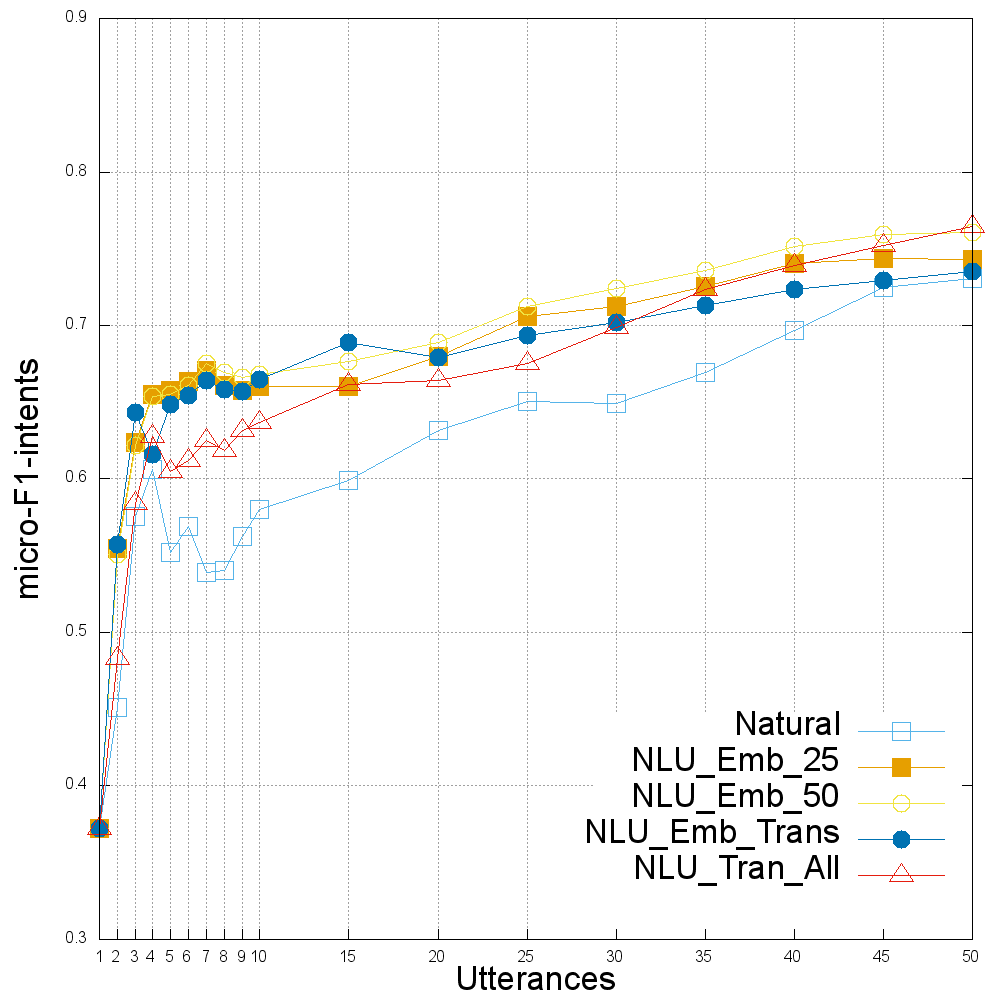 0.9
0.8
0.7
0.6
0.5
0.4
0.3
micro-F1-intents
Natural
NLU_Emb_25
NLU_Emb_50
NLU_Emb_Trans
NLU_Tran_All
1 2 3 4 5 6 7 8 9 10 15 20 25 30 35 40 45 50
Utterances